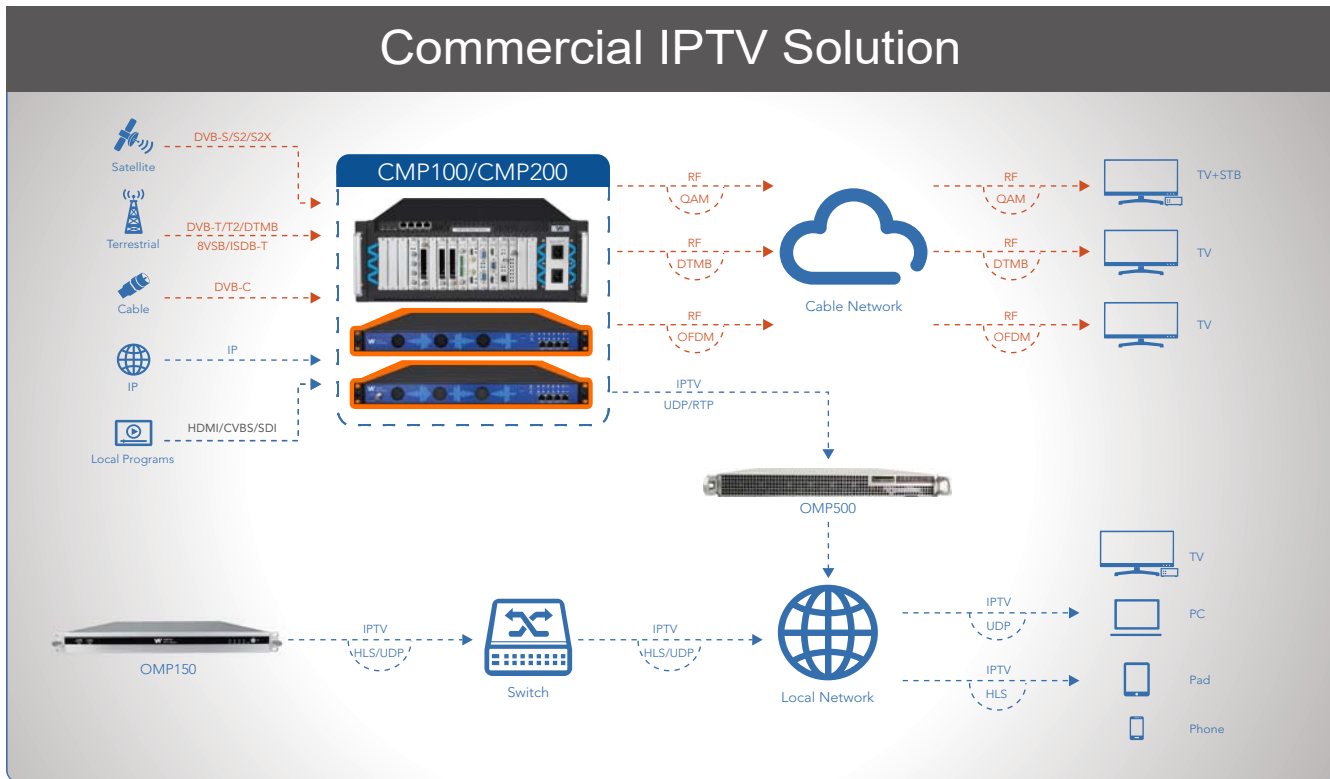 Commercial IPTV Solution
Satellite
DVB-S/S2/S2X
Terrestrial
DVB-T/T2/DTMB
8VSB/ISDB-T
Cable
DVB-C
IP
IP
Local Programs
HDMI/CVBS/SDI
CMP100/CMP200
RF
QAM
RF
DTMB
RF
OFDM
Cable Network
RF
QAM
RF
DTMB
RF
OFDM
TV+STB
TV
TV
IPTV
UDP/RTP
OMP500
OMP150
IPTV
HLS/UDP
Switch
IPTV
HLS/UDP
Local Network
IPTV
UDP
IPTV
HLS
TV
PC
Pad
Phone